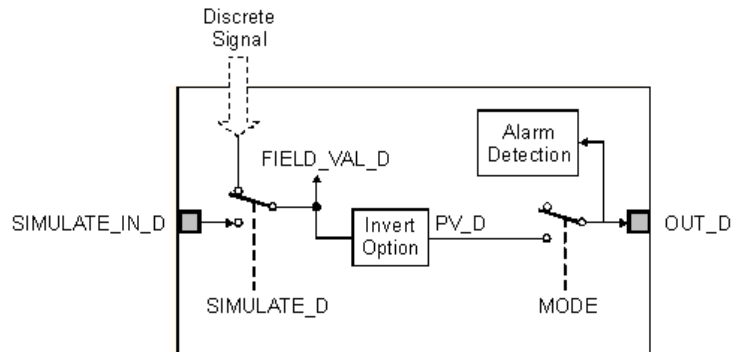 Discrete
Signal
Alarm
Detection
FIELD_VAL_D
SIMULATE_IN_D
Invert
Option
PV_D
OUT_D
SIMULATE_D
MODE